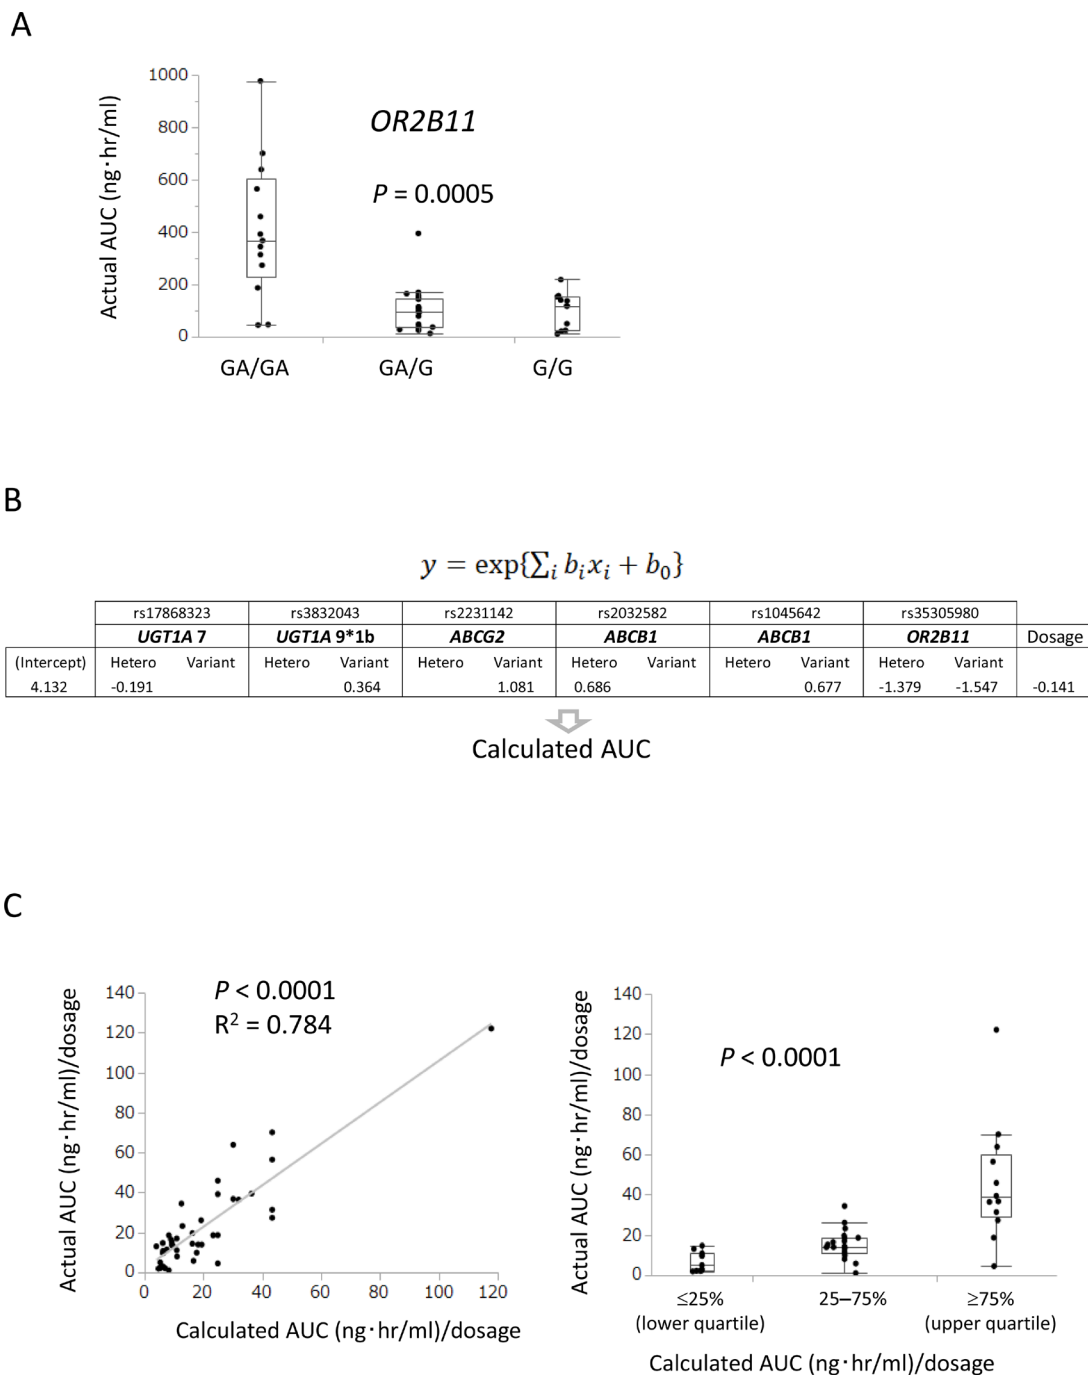 A
1000
800
600
400
200
0
Actual AUC (ng·hr/ml)
OR2B11
P = 0.0005
GA/GA GA/G G/G
B
y = exp{∑i bixi + b0}
rs17868323 rs3832043 rs2231142 rs2032582 rs1045642 rs35305980
UGT1A 7 UGT1A 9*1b ABCG2 ABCB1 ABCB1 OR2B11 Dosage
(Intercept) Hetero Variant Hetero Variant Hetero Variant Hetero Variant Hetero Variant Hetero Variant
4.132 -0.191 0.364 1.081 0.686 0.677 -1.379 -1.547 -0.141
Calculated AUC
C
P < 0.0001
R2 = 0.784
140
120
100
80
60
40
20
0
Actual AUC (ng·hr/ml)/dosage
0 20 40 60 80 100 120
Calculated AUC (ng·hr/ml)/dosage
P < 0.0001
140
120
100
80
60
40
20
0
Actual AUC (ng·hr/ml)/dosage
≤25% 25–75% ≥75%
(lower quartile) (upper quartile)
Calculated AUC (ng·hr/ml)/dosage